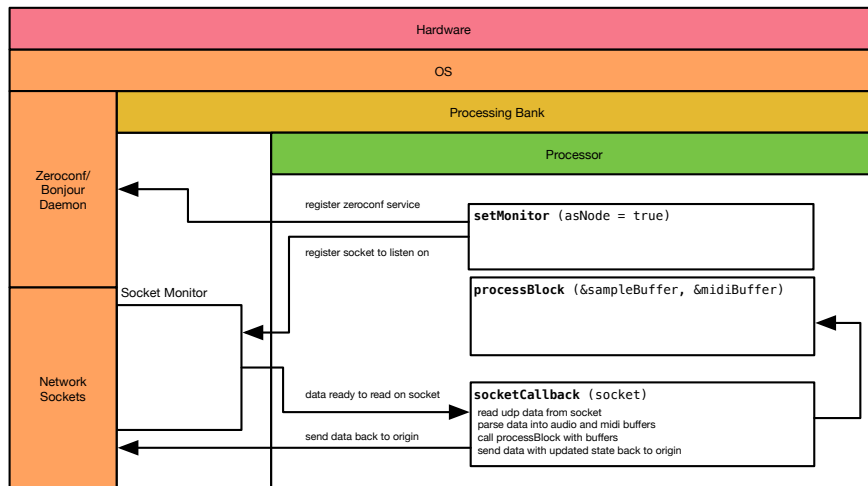 Hardware
OS
Processing Bank
Processor
Zeroconf/
Bonjour
Daemon
register zeroconf service
setMonitor (asNode = true)
register socket to listen on
processBlock (&sampleBuffer, &midiBuffer)
Socket Monitor
Network
Sockets
data ready to read on socket
socketCallback (socket)
read udp data from socket
parse data into audio and midi buffers
call processBlock with buffers
send data with updated state back to origin
send data back to origin